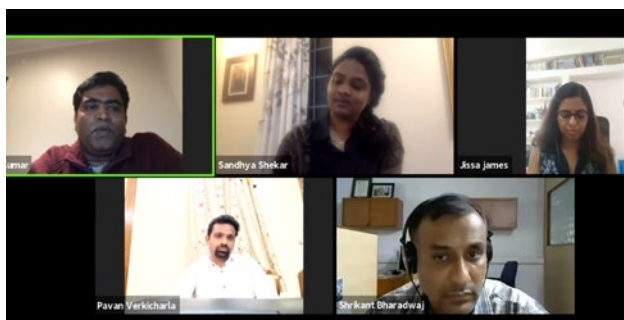 umar
Sandhya Shekar
Jissa james
Pavan Verkicharla
Shrikant Bharadwaj